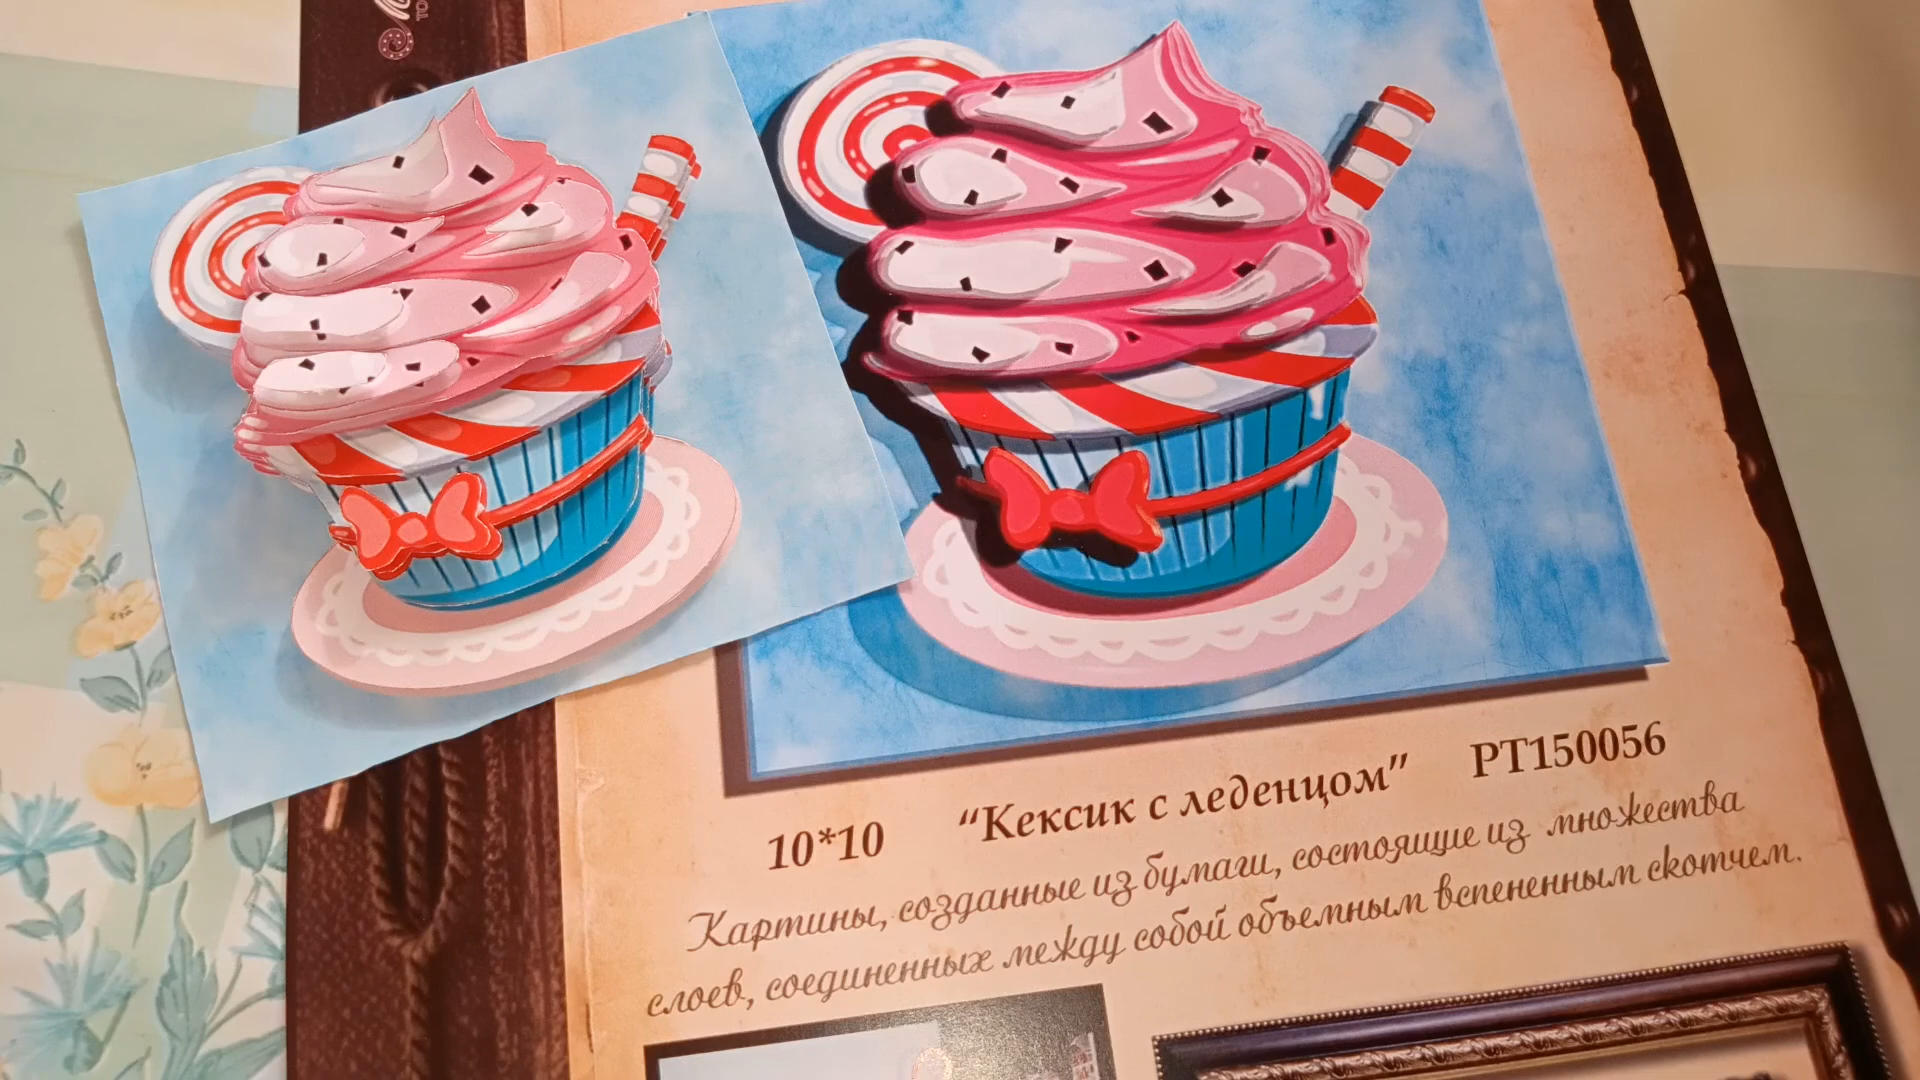 10*10 “Кексик с леденцом” РТ150056
Картины, созданные из бумаги, состоящие из множества
слоев, соединенных между собой объемным вспененным скотчем.